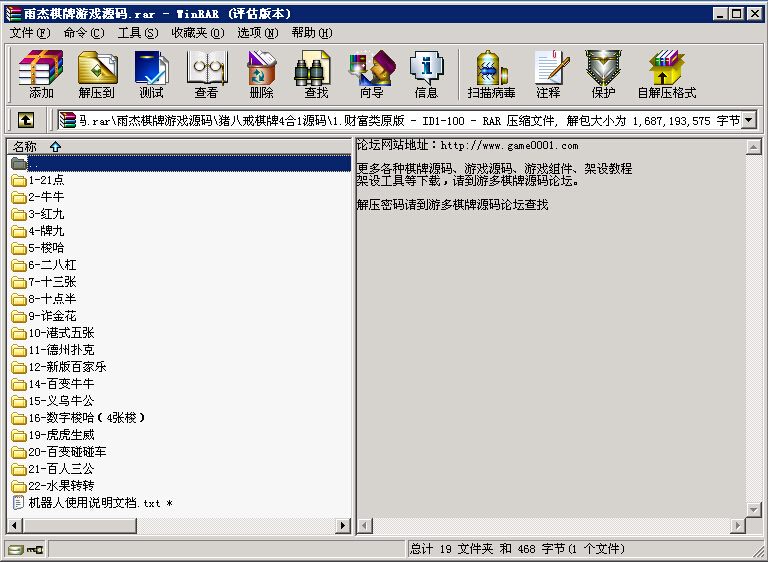 雨杰棋牌游戏源码.rar - WinRAR (评估版本)
文件(F) 命令(C) 工具(S) 收藏夹(O) 选项(N) 帮助(H)
添加 解压到 测试 查看 删除 查找 向导 信息 扫描病毒 注释 保护 自解压格式
.rar\雨杰棋牌游戏源码\猪八戒棋牌4合1源码\1.财富类原版 - ID1-100 - RAR 压缩文件, 解包大小为 1,687,193,575 字节
名称
..
1-21点
2-牛牛
3-红九
4-牌九
5-梭哈
6-二八杠
7-十三张
8-十点半
9-诈金花
10-港式五张
11-德州扑克
12-新版百家乐
14-百变牛牛
15-义乌牛公
16-数字梭哈(4张梭)
19-虎虎生威
20-百变碰碰车
21-百人三公
22-水果转转
机器人使用说明文档.txt *
论坛网站地址：http://www.game0001.com
更多各种棋牌源码、游戏源码、游戏组件、架设教程
架设工具等下载，请到游多棋牌源码论坛。
解压密码请到游多棋牌源码论坛查找
总计 19 文件夹 和 468 字节(1 个文件)